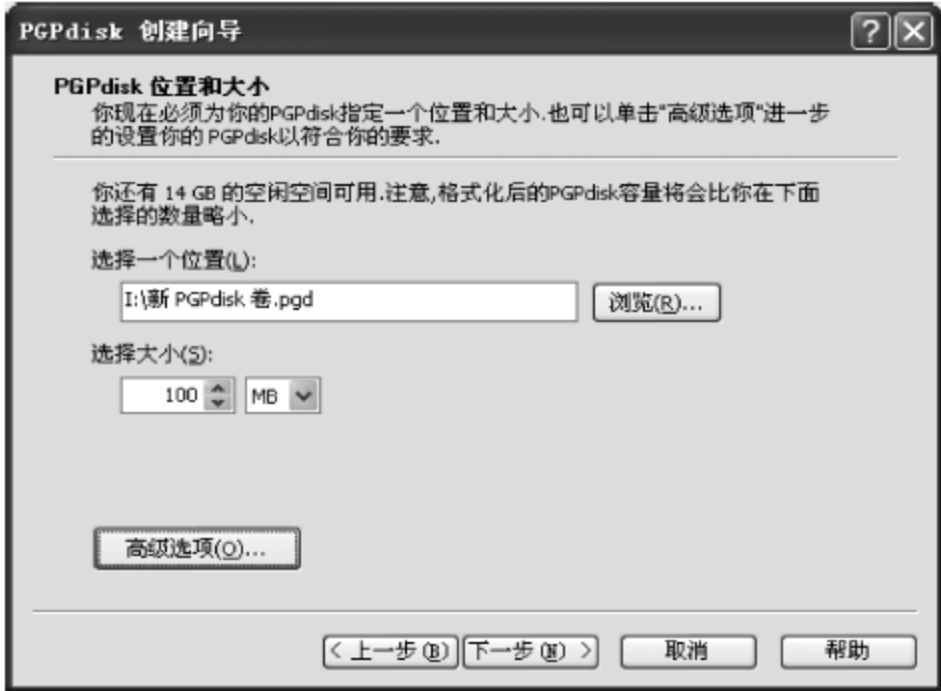 PGPdisk 创建向导
PGPdisk 位置和大小
你现在必须为你的PGPdisk指定一个位置和大小.也可以单击"高级选项"进一步
的设置你的 PGPdisk以符合你的要求.
你还有 14 GB 的空闲空间可用.注意,格式化后的PGPdisk容量将会比你在下面
选择的数量略小.
选择一个位置(L):
I:\新 PGPdisk 卷.pgd
浏览(R)...
选择大小(S):
100 MB
高级选项(O)...
< 上一步(B) 下一步(N) > 取消 帮助